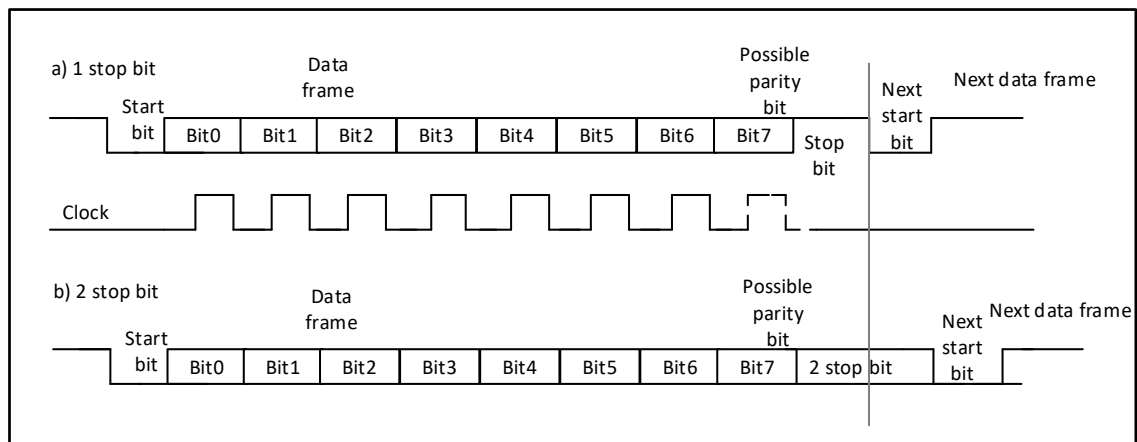 a) 1 stop bit
Data
frame
Possible
parity
bit
Next data frame
Start
bit
Next
start
bit
Bit0 Bit1 Bit2 Bit3 Bit4 Bit5 Bit6 Bit7
Stop
bit
Clock
b) 2 stop bit
Data
frame
Possible
parity
bit
Next data frame
Start
bit
Next
start
bit
Bit0 Bit1 Bit2 Bit3 Bit4 Bit5 Bit6 Bit7 2 stop bit